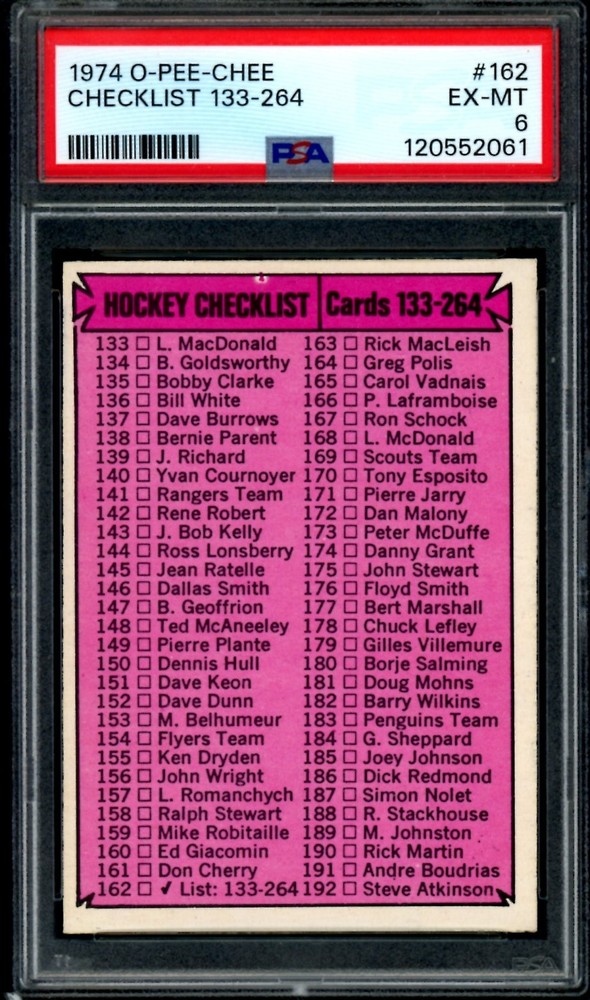 1974 O-PEE-CHEE #162
CHECKLIST 133-264 EX-MT
6
PSA 120552061
HOCKEY CHECKLIST Cards 133-264
133 □ L. MacDonald
134 □ B. Goldsworthy
135 □ Bobby Clarke
136 □ Bill White
137 □ Dave Burrows
138 □ Bernie Parent
139 □ J. Richard
140 □ Yvan Cournoyer
141 □ Rangers Team
142 □ Rene Robert
143 □ J. Bob Kelly
144 □ Ross Lonsberry
145 □ Jean Ratelle
146 □ Dallas Smith
147 □ B. Geoffrion
148 □ Ted McAneeley
149 □ Pierre Plante
150 □ Dennis Hull
151 □ Dave Keon
152 □ Dave Dunn
153 □ M. Belhumeur
154 □ Flyers Team
155 □ Ken Dryden
156 □ John Wright
157 □ L. Romanchych
158 □ Ralph Stewart
159 □ Mike Robitaille
160 □ Ed Giacomin
161 □ Don Cherry
162 □ ✓ List: 133-264
163 □ Rick MacLeish
164 □ Greg Polis
165 □ Carol Vadnais
166 □ P. Laframboise
167 □ Ron Schock
168 □ L. McDonald
169 □ Scouts Team
170 □ Tony Esposito
171 □ Pierre Jarry
172 □ Dan Malony
173 □ Peter McDuffe
174 □ Danny Grant
175 □ John Stewart
176 □ Floyd Smith
177 □ Bert Marshall
178 □ Chuck Lefley
179 □ Gilles Villemure
180 □ Borje Salming
181 □ Doug Mohns
182 □ Barry Wilkins
183 □ Penguins Team
184 □ G. Sheppard
185 □ Joey Johnson
186 □ Dick Redmond
187 □ Simon Nolet
188 □ R. Stackhouse
189 □ M. Johnston
190 □ Rick Martin
191 □ Andre Boudrias
192 □ Steve Atkinson
PSA